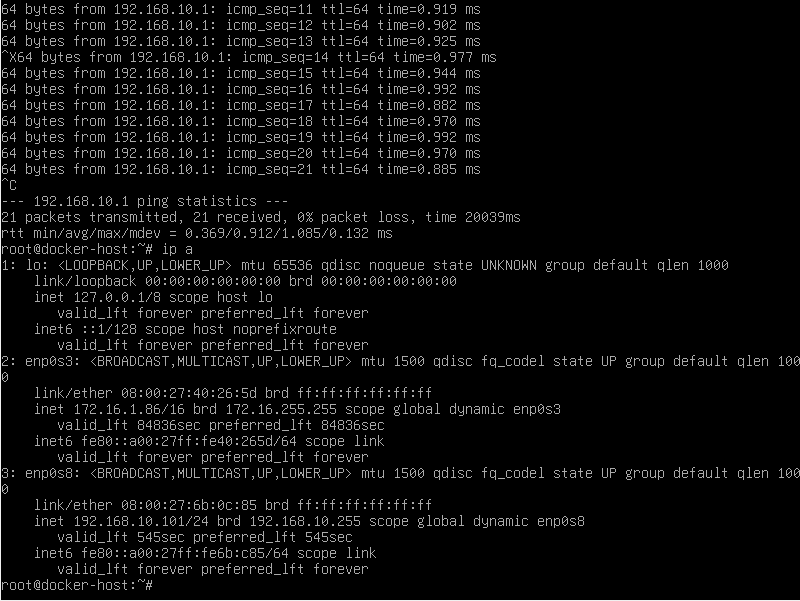 64 bytes from 192.168.10.1: icmp_seq=11 ttl=64 time=0.919 ms
64 bytes from 192.168.10.1: icmp_seq=12 ttl=64 time=0.902 ms
64 bytes from 192.168.10.1: icmp_seq=13 ttl=64 time=0.925 ms
^X64 bytes from 192.168.10.1: icmp_seq=14 ttl=64 time=0.977 ms
64 bytes from 192.168.10.1: icmp_seq=15 ttl=64 time=0.944 ms
64 bytes from 192.168.10.1: icmp_seq=16 ttl=64 time=0.992 ms
64 bytes from 192.168.10.1: icmp_seq=17 ttl=64 time=0.882 ms
64 bytes from 192.168.10.1: icmp_seq=18 ttl=64 time=0.970 ms
64 bytes from 192.168.10.1: icmp_seq=19 ttl=64 time=0.992 ms
64 bytes from 192.168.10.1: icmp_seq=20 ttl=64 time=0.970 ms
64 bytes from 192.168.10.1: icmp_seq=21 ttl=64 time=0.885 ms
^C
--- 192.168.10.1 ping statistics ---
21 packets transmitted, 21 received, 0% packet loss, time 20039ms
rtt min/avg/max/mdev = 0.369/0.912/1.085/0.132 ms
root@docker-host:~# ip a
1: lo: <LOOPBACK,UP,LOWER_UP> mtu 65536 qdisc noqueue state UNKNOWN group default qlen 1000
    link/loopback 00:00:00:00:00:00 brd 00:00:00:00:00:00
    inet 127.0.0.1/8 scope host lo
       valid_lft forever preferred_lft forever
    inet6 ::1/128 scope host noprefixroute
       valid_lft forever preferred_lft forever
2: enp0s3: <BROADCAST,MULTICAST,UP,LOWER_UP> mtu 1500 qdisc fq_codel state UP group default qlen 100
0
    link/ether 08:00:27:40:26:5d brd ff:ff:ff:ff:ff:ff
    inet 172.16.1.86/16 brd 172.16.255.255 scope global dynamic enp0s3
       valid_lft 84836sec preferred_lft 84836sec
    inet6 fe80::a00:27ff:fe40:265d/64 scope link
       valid_lft forever preferred_lft forever
3: enp0s8: <BROADCAST,MULTICAST,UP,LOWER_UP> mtu 1500 qdisc fq_codel state UP group default qlen 100
0
    link/ether 08:00:27:6b:0c:85 brd ff:ff:ff:ff:ff:ff
    inet 192.168.10.101/24 brd 192.168.10.255 scope global dynamic enp0s8
       valid_lft 545sec preferred_lft 545sec
    inet6 fe80::a00:27ff:fe6b:c85/64 scope link
       valid_lft forever preferred_lft forever
root@docker-host:~#